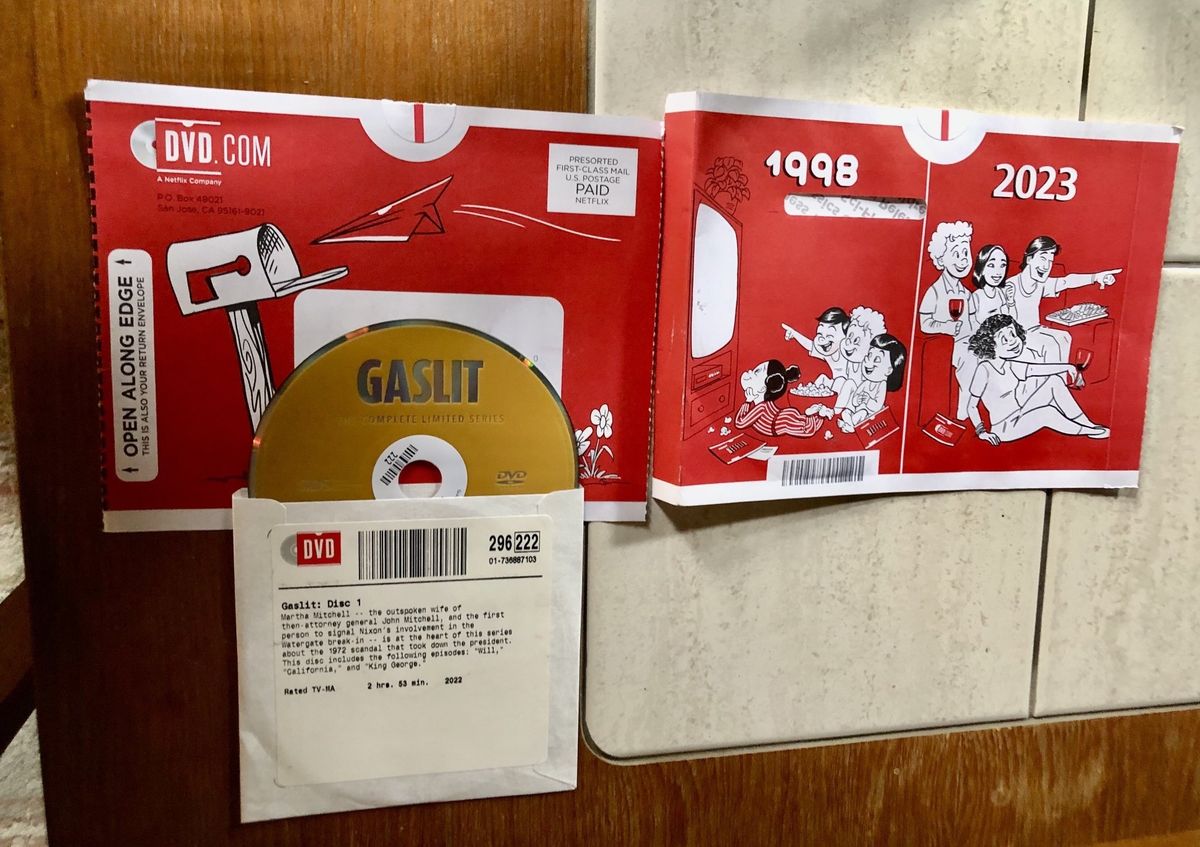 DVD.COM
A Netflix Company
P.O. Box 49021
San Jose, CA 95161-9021
PRESORTED
FIRST-CLASS MAIL
U.S. POSTAGE
PAID
NETFLIX
OPEN ALONG EDGE
THIS IS ALSO YOUR RETURN ENVELOPE
GASLIT
COMPLETE LIMITED SERIES
222
DVD
DVD
296 222
01-736887103
Gaslit: Disc 1
Martha Mitchell -- the outspoken wife of
then-attorney general John Mitchell, and the first
person to signal Nixon's involvement in the
Watergate break-in -- is at the heart of this series
about the 1972 scandal that took down the president.
This disc includes the following episodes: "Will,"
"California," and "King George."
Rated TV-MA 2 hrs. 53 min. 2022
1998
2023